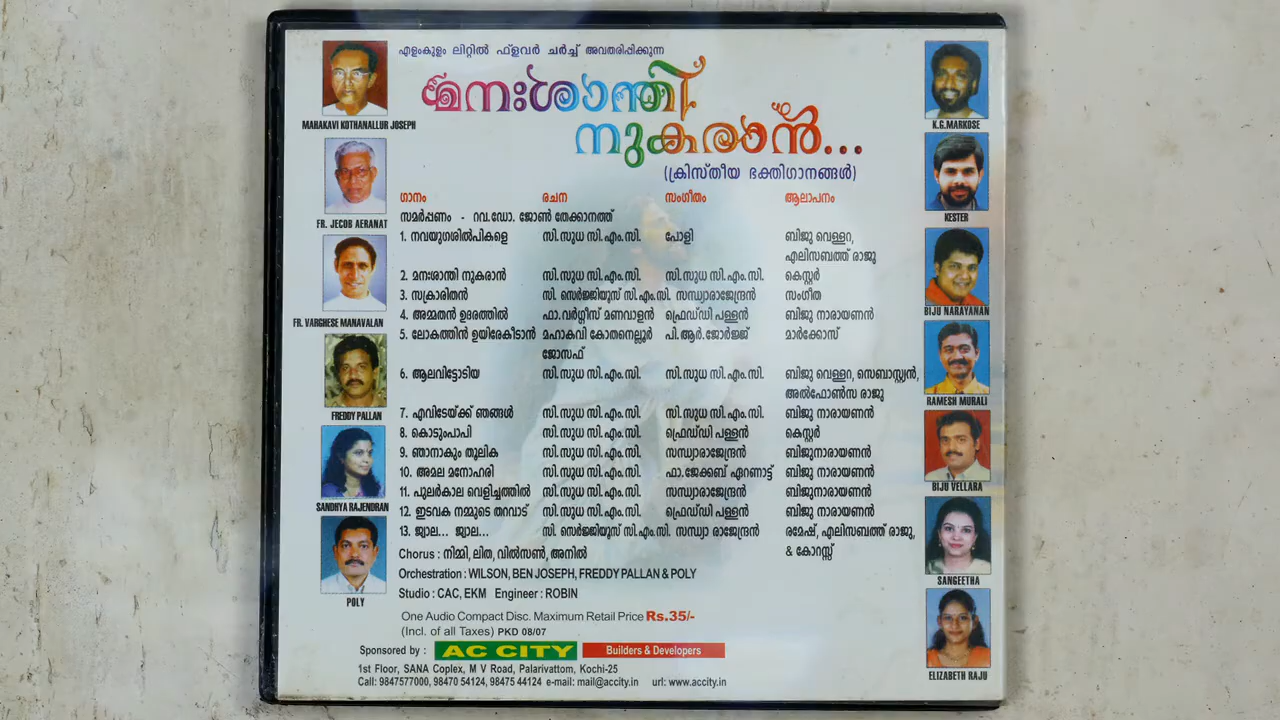 എളംകുളം ലിറ്റിൽ ഫ്ളവർ ചർച്ച് അവതരിപ്പിക്കുന്ന
മനഃശാന്തി
നുകരാൻ...
(ക്രിസ്തീയ ഭക്തിഗാനങ്ങൾ)
ഗാനം രചന സംഗീതം ആലാപനം
സമർപ്പണം - റവ.ഡോ. ജോൺ തേക്കാനത്ത്
1. നവയുഗശിൽപികളെ സി.സുധ സി.എം.സി. പോളി ബിജു വെള്ളറ,
എലിസബത്ത് രാജു
2. മനഃശാന്തി നുകരാൻ സി.സുധ സി.എം.സി. സി.സുധ സി.എം.സി. കെസ്റ്റർ
3. സക്രാരിതൻ സി. സെർജ്ജിയൂസ് സി.എം.സി. സന്ധ്യാരാജേന്ദ്രൻ സംഗീത
4. അമ്മതൻ ഉദരത്തിൽ ഫാ.വർഗ്ഗീസ് മണവാളൻ ഫ്രെഡ്ഡി പള്ളൻ ബിജു നാരായണൻ
5. ലോകത്തിൻ ഉയിരേകീടാൻ മഹാകവി കോതനെല്ലൂർ പി.ആർ.ജോർജ്ജ് മാർക്കോസ്
ജോസഫ്
6. ആലവിട്ടോടിയ സി.സുധ സി.എം.സി. സി.സുധ സി.എം.സി. ബിജു വെള്ളറ, സെബാസ്റ്റ്യൻ,
അൽഫോൺസ രാജു
7. എവിടേയ്ക്ക് ഞങ്ങൾ സി.സുധ സി.എം.സി. സി.സുധ സി.എം.സി. ബിജു നാരായണൻ
8. കൊടുംപാപി സി.സുധ സി.എം.സി. ഫ്രെഡ്ഡി പള്ളൻ കെസ്റ്റർ
9. ഞാനാകും തൂലിക സി.സുധ സി.എം.സി. സന്ധ്യാരാജേന്ദ്രൻ ബിജുനാരായണൻ
10. അമല മനോഹരി സി.സുധ സി.എം.സി. ഫാ.ജേക്കബ് ഏറണാട്ട് ബിജു നാരായണൻ
11. പുലർകാല വെളിച്ചത്തിൽ സി.സുധ സി.എം.സി. സന്ധ്യാരാജേന്ദ്രൻ ബിജുനാരായണൻ
12. ഇടവക നമ്മുടെ തറവാട് സി.സുധ സി.എം.സി. ഫ്രെഡ്ഡി പള്ളൻ ബിജു നാരായണൻ
13. ജ്വാല... ജ്വാല... സി. സെർജ്ജിയൂസ് സി.എം.സി. സന്ധ്യാ രാജേന്ദ്രൻ രമേഷ്, എലിസബത്ത് രാജു,
& കോറസ്സ്
Chorus : നിമ്മി, ലിത, വിൽസൺ, അനിൽ
Orchestration : WILSON, BEN JOSEPH, FREDDY PALLAN & POLY
Studio : CAC, EKM Engineer : ROBIN
One Audio Compact Disc. Maximum Retail Price Rs.35/-
(Incl. of all Taxes) PKD 08/07
Sponsored by : AC CITY Builders & Developers
1st Floor, SANA Coplex, M V Road, Palarivattom, Kochi-25
Call: 9847577000, 98470 54124, 98475 44124 e-mail: mail@accity.in url: www.accity.in
MAHAKAVI KOTHANALLUR JOSEPH
FR. JECOB AERANAT
FR. VARGHESE MANAVALAN
FREDDY PALLAN
SANDHYA RAJENDRAN
POLY
K.G.MARKOSE
KESTER
BIJU NARAYANAN
RAMESH MURALI
BIJU VELLARA
SANGEETHA
ELIZABETH RAJU